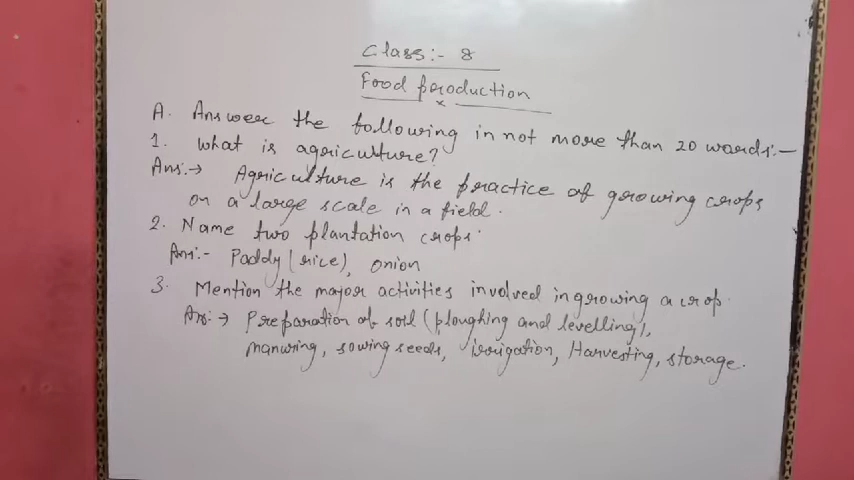 Class:- 8
Food production
A. Answer the following in not more than 20 words:-
1. What is agriculture?
Ans:→ Agriculture is the practice of growing crops
on a large scale in a field.
2. Name two plantation crops.
Ans:- Paddy (rice), onion
3. Mention the major activities involved in growing a crop.
Ans:→ Preparation of soil (ploughing and levelling),
manuring, sowing seeds, irrigation, Harvesting, storage.